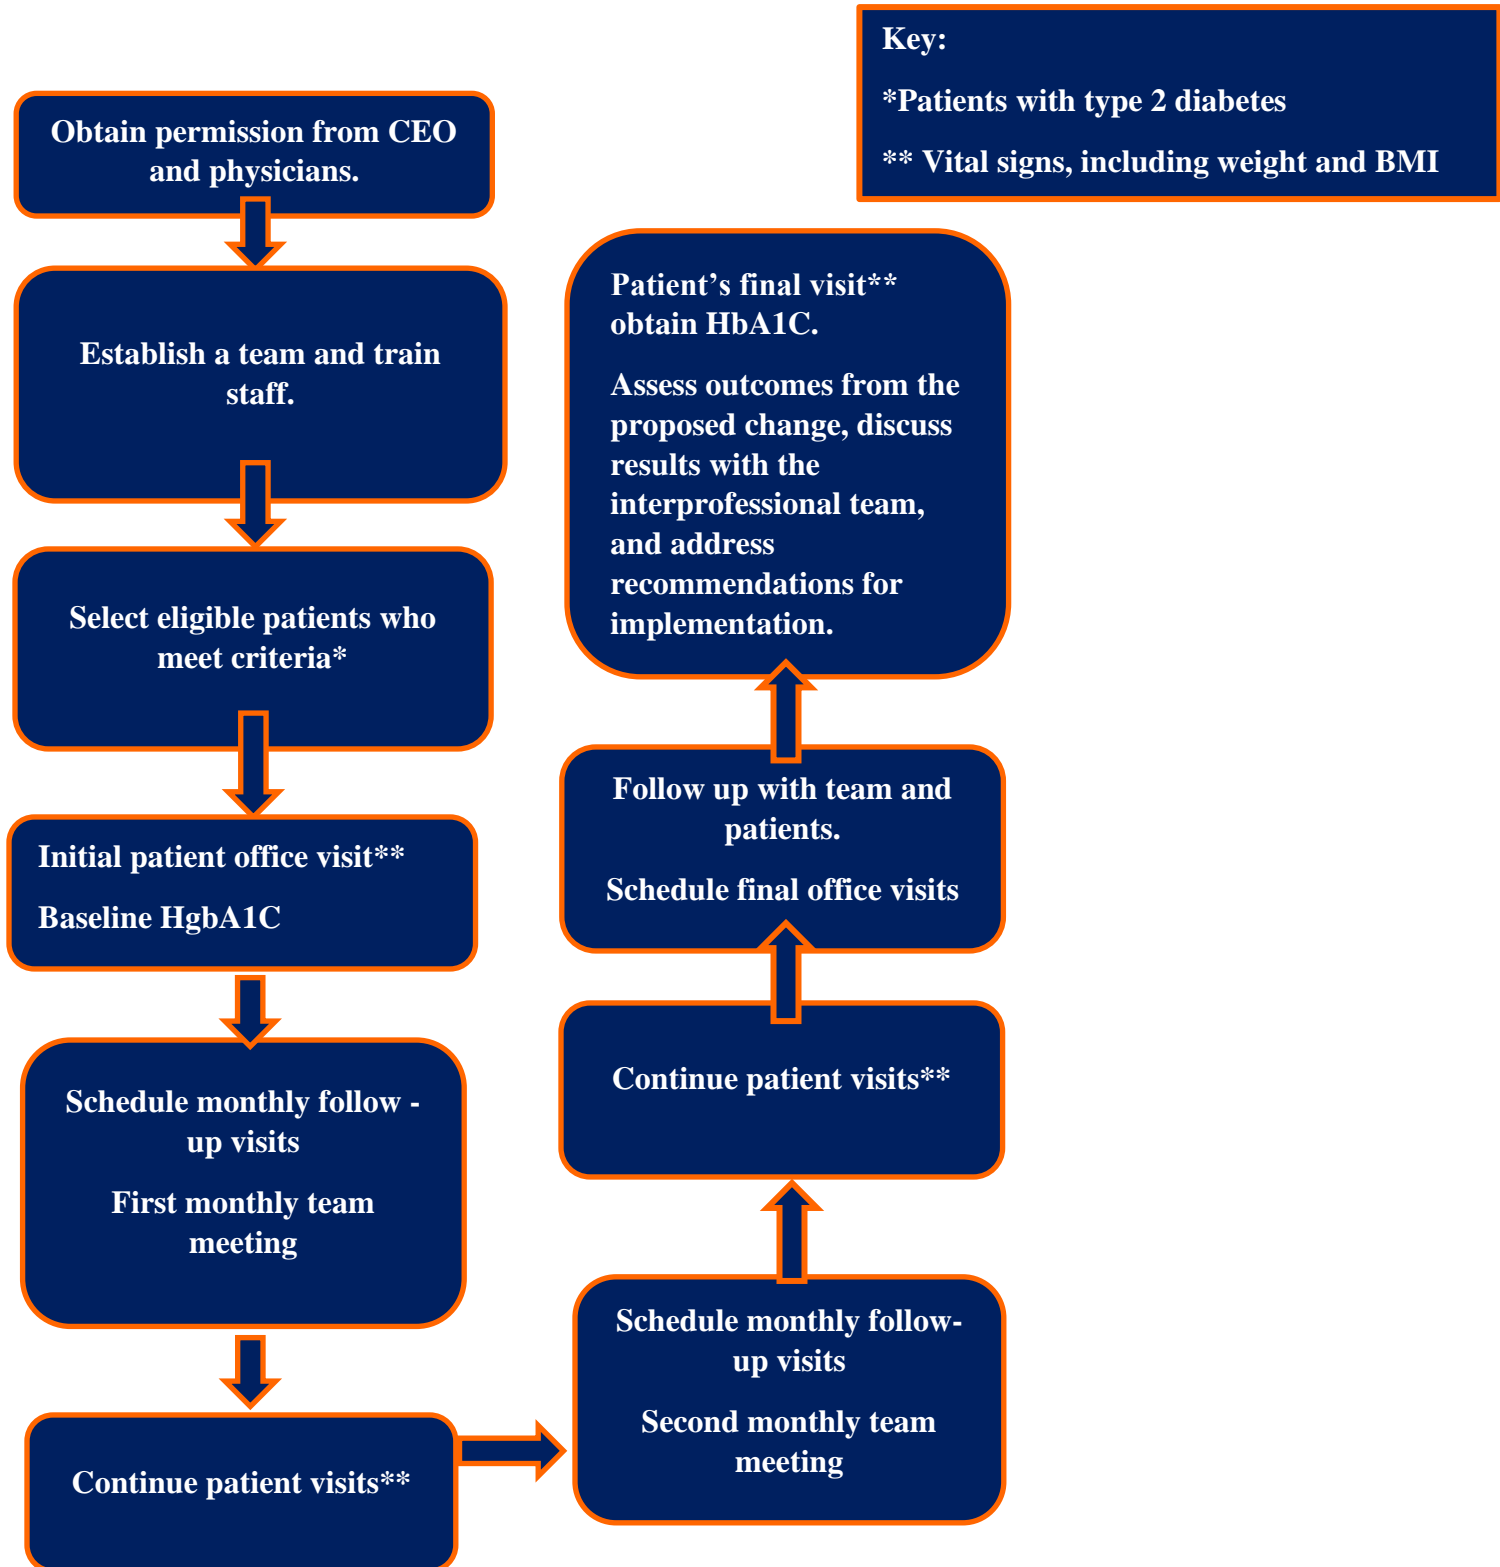 Key:
*Patients with type 2 diabetes
** Vital signs, including weight and BMI
Obtain permission from CEO
and physicians.
Establish a team and train
staff.
Select eligible patients who
meet criteria*
Initial patient office visit**
Baseline HgbA1C
Schedule monthly follow -
up visits
First monthly team
meeting
Continue patient visits**
Schedule monthly follow-
up visits
Second monthly team
meeting
Continue patient visits**
Follow up with team and
patients.
Schedule final office visits
Patient’s final visit**
obtain HbA1C.
Assess outcomes from the
proposed change, discuss
results with the
interprofessional team,
and address
recommendations for
implementation.